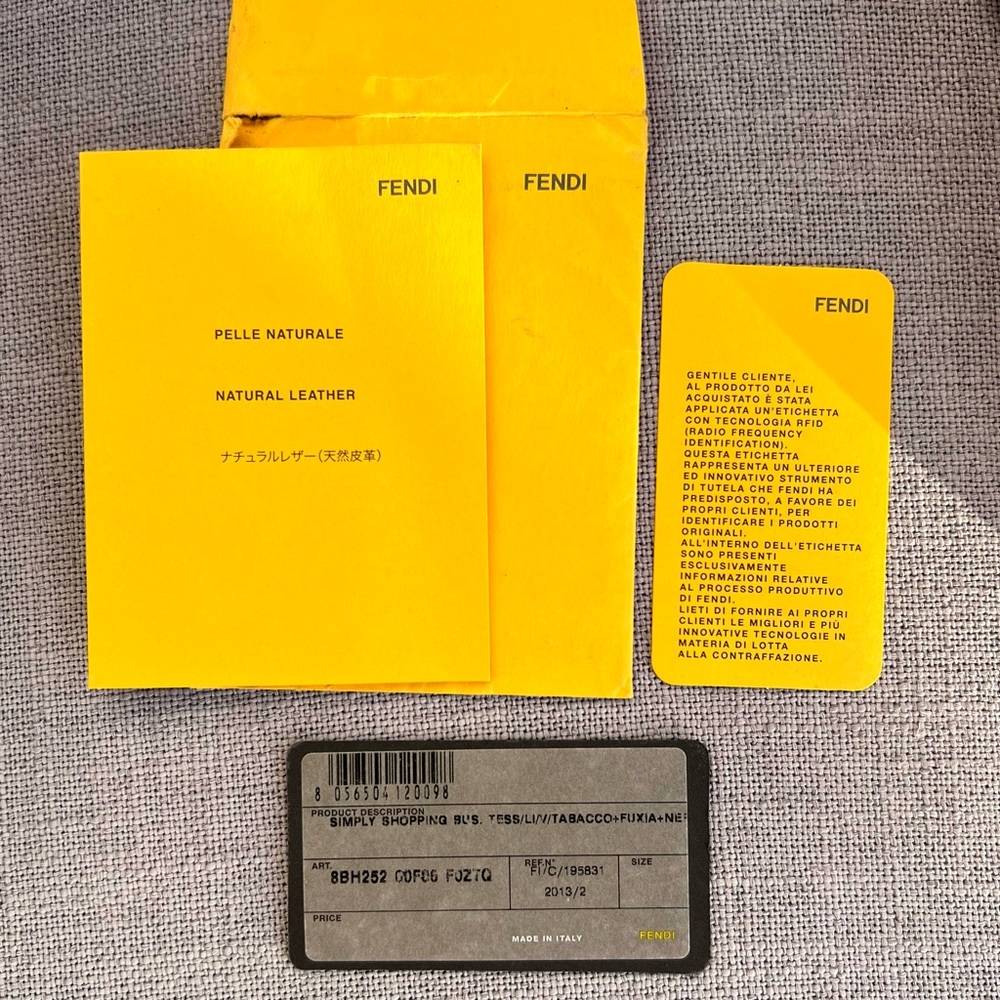 FENDI
FENDI
PELLE NATURALE
NATURAL LEATHER
ナチュラルレザー(天然皮革)
FENDI
GENTILE CLIENTE,
AL PRODOTTO DA LEI
ACQUISTATO È STATA
APPLICATA UN'ETICHETTA
CON TECNOLOGIA RFID
(RADIO FREQUENCY
IDENTIFICATION).
QUESTA ETICHETTA
RAPPRESENTA UN ULTERIORE
ED INNOVATIVO STRUMENTO
DI TUTELA CHE FENDI HA
PREDISPOSTO, A FAVORE DEI
PROPRI CLIENTI, PER
IDENTIFICARE I PRODOTTI
ORIGINALI.
ALL'INTERNO DELL'ETICHETTA
SONO PRESENTI
ESCLUSIVAMENTE
INFORMAZIONI RELATIVE
AL PROCESSO PRODUTTIVO
DI FENDI.
LIETI DI FORNIRE AI PROPRI
CLIENTI LE MIGLIORI E PIÙ
INNOVATIVE TECNOLOGIE IN
MATERIA DI LOTTA
ALLA CONTRAFFAZIONE.
8 056504 120098
PRODUCT DESCRIPTION
SIMPLY SHOPPING BUS. TESS/LI/V/TABACCO+FUXIA+NE
ART.
8BH252 00F06 F0Z7Q
REF.N°
FI/C/195831
2013/2
SIZE
PRICE
MADE IN ITALY
FENDI